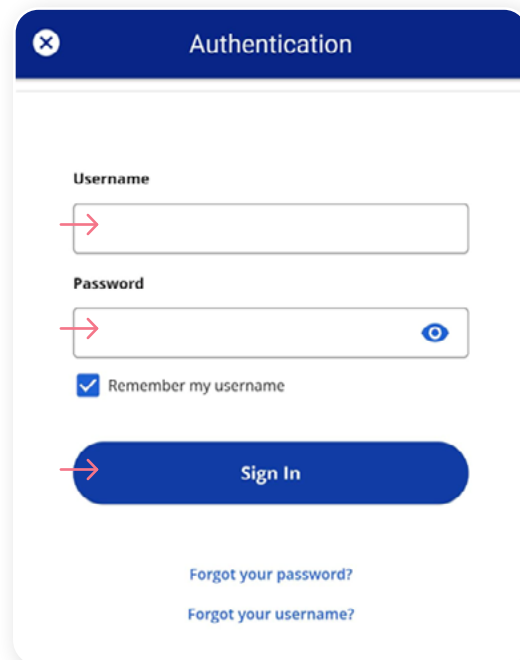 Authentication
Username
Password
Remember my username
Sign In
Forgot your password?
Forgot your username?